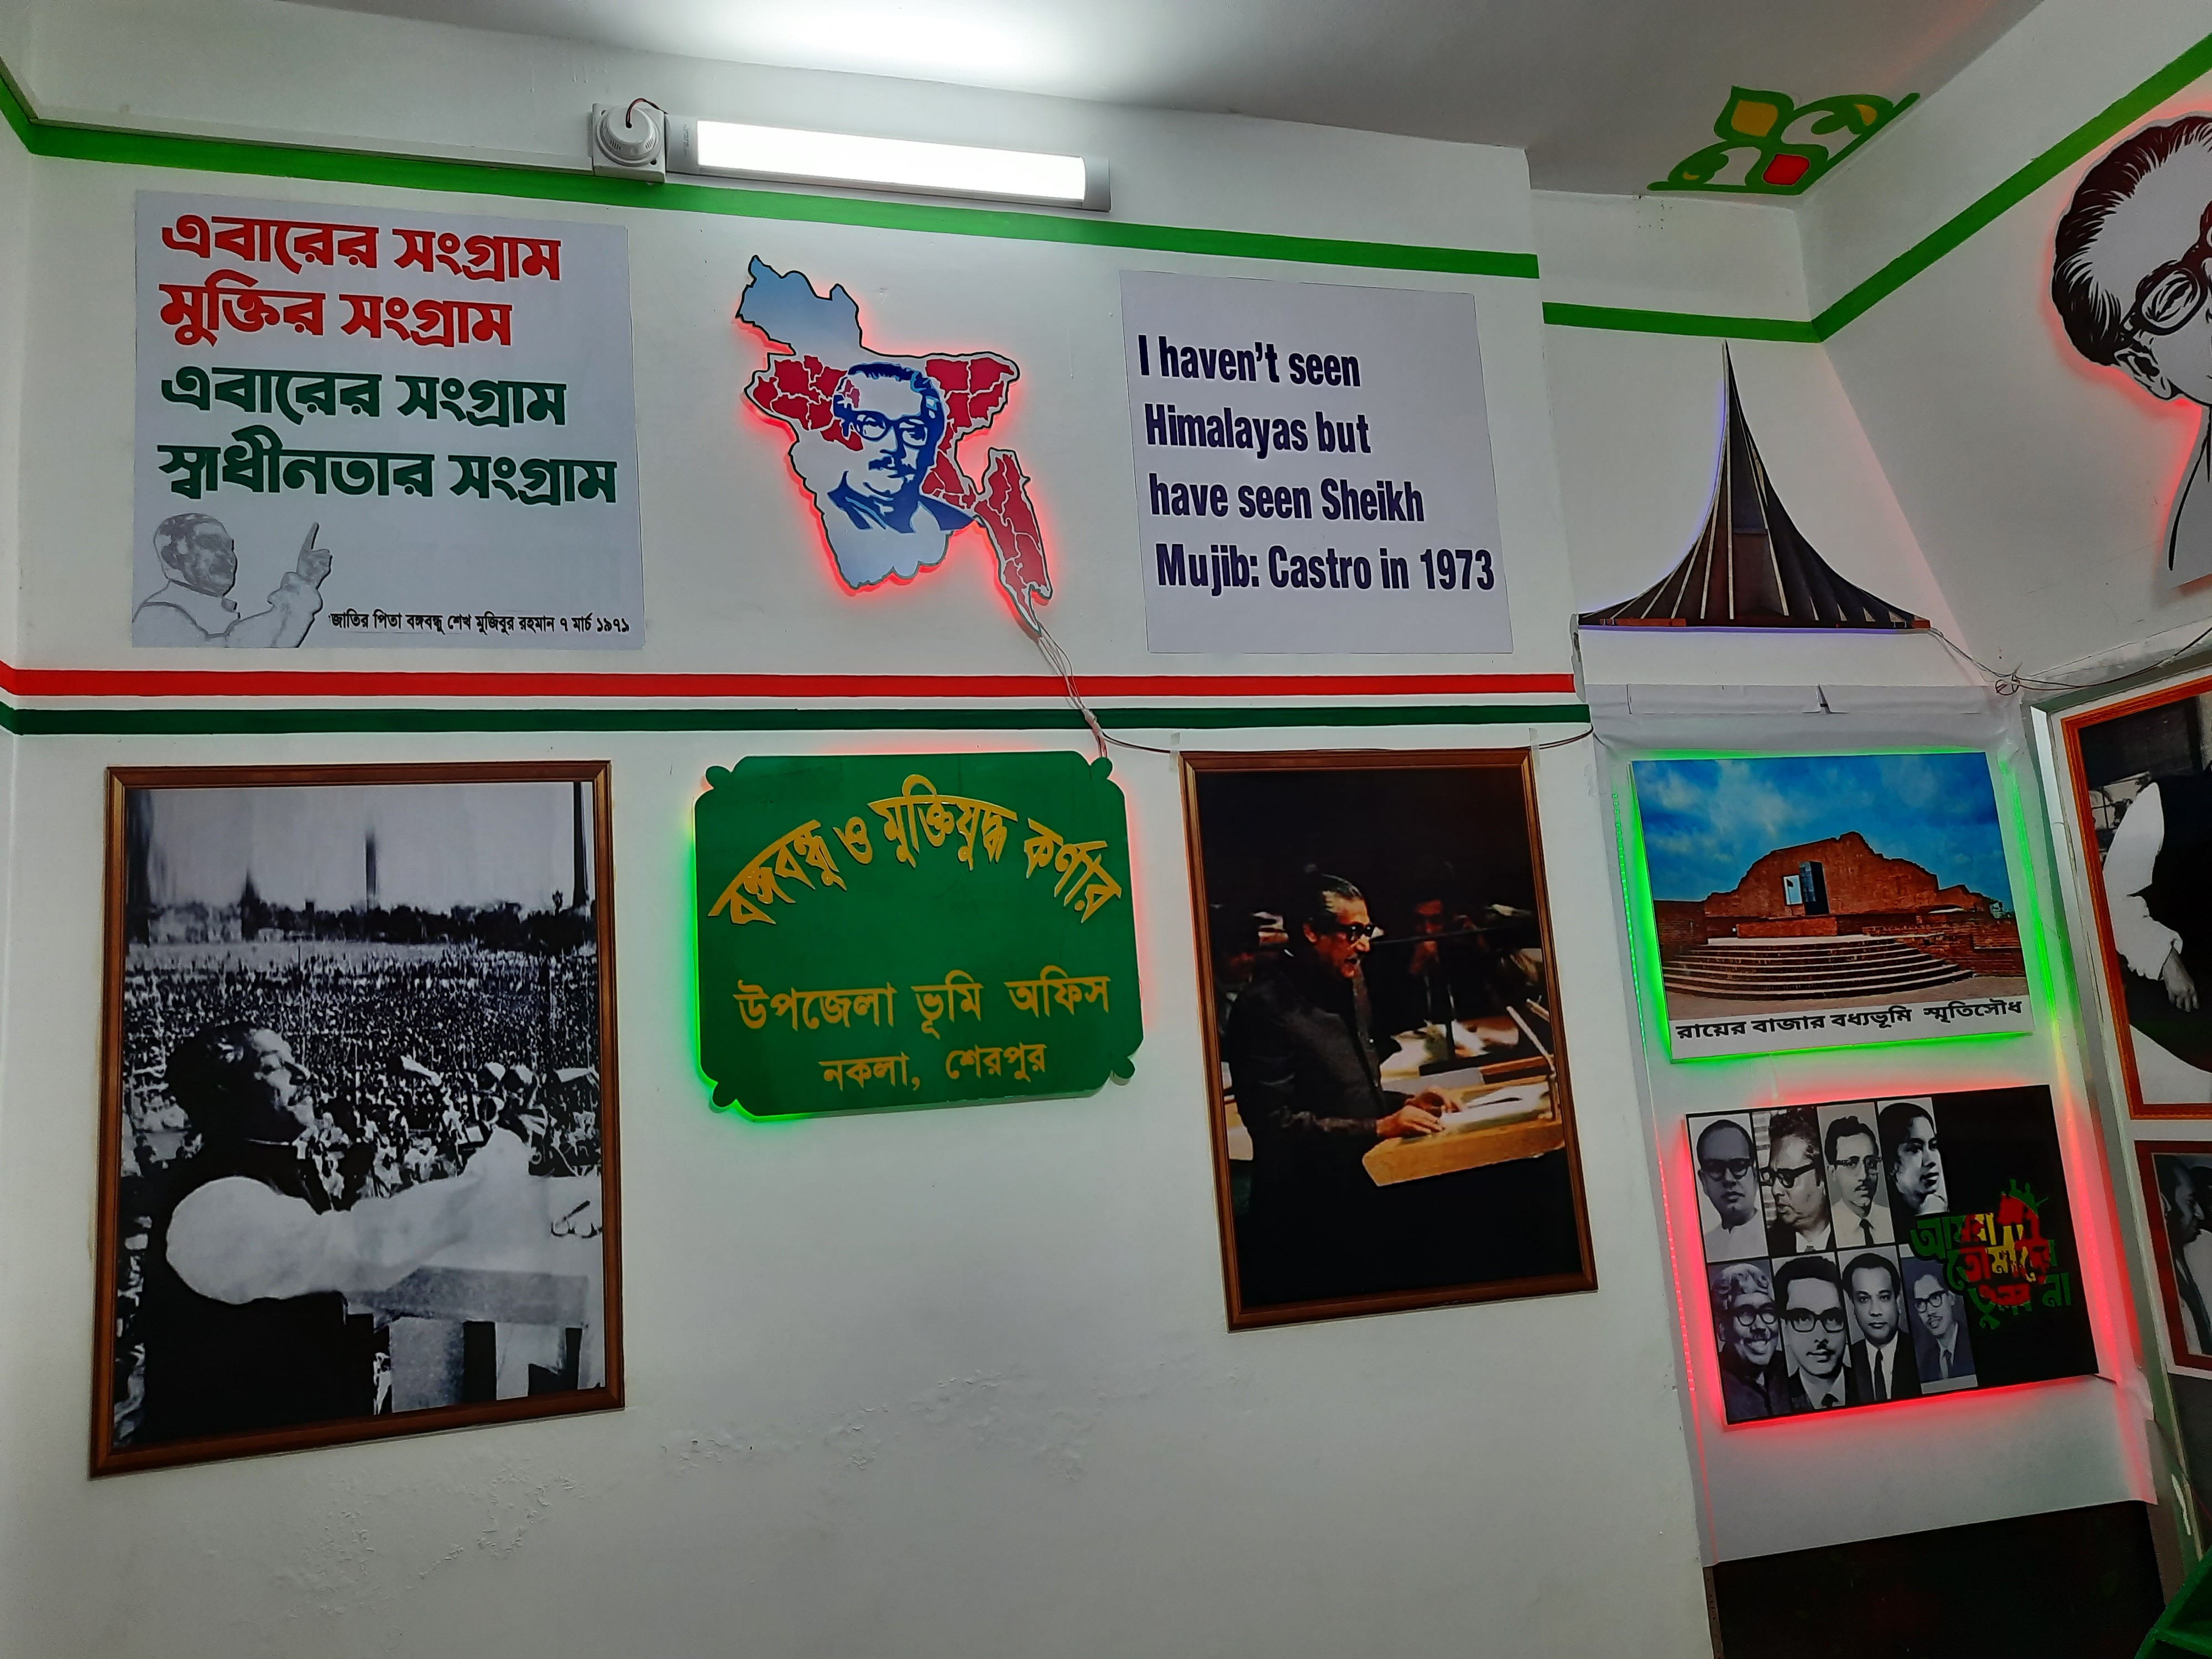 এবারের সংগ্রাম
মুক্তির সংগ্রাম
এবারের সংগ্রাম
স্বাধীনতার সংগ্রাম
জাতির পিতা বঙ্গবন্ধু শেখ মুজিবুর রহমান ৭ মার্চ ১৯৭১
I haven't seen
Himalayas but
have seen Sheikh
Mujib: Castro in 1973
বঙ্গবন্ধু ও মুক্তিযুদ্ধ কর্ণার
উপজেলা ভূমি অফিস
নকলা, শেরপুর
রায়ের বাজার বধ্যভূমি স্মৃতিসৌধ
আমরা
তোমাদের